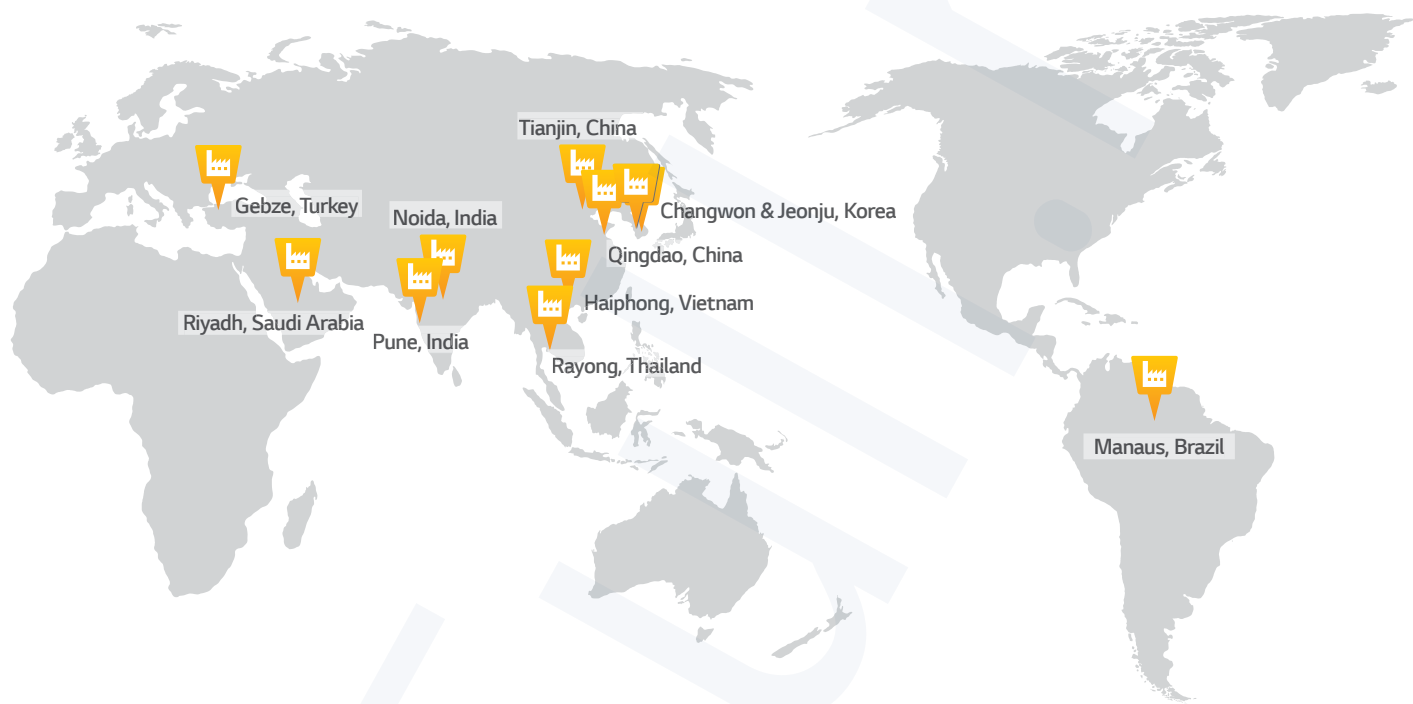 Tianjin, China
Gebze, Turkey
Noida, India
Changwon & Jeonju, Korea
Qingdao, China
Haiphong, Vietnam
Riyadh, Saudi Arabia
Pune, India
Rayong, Thailand
Manaus, Brazil